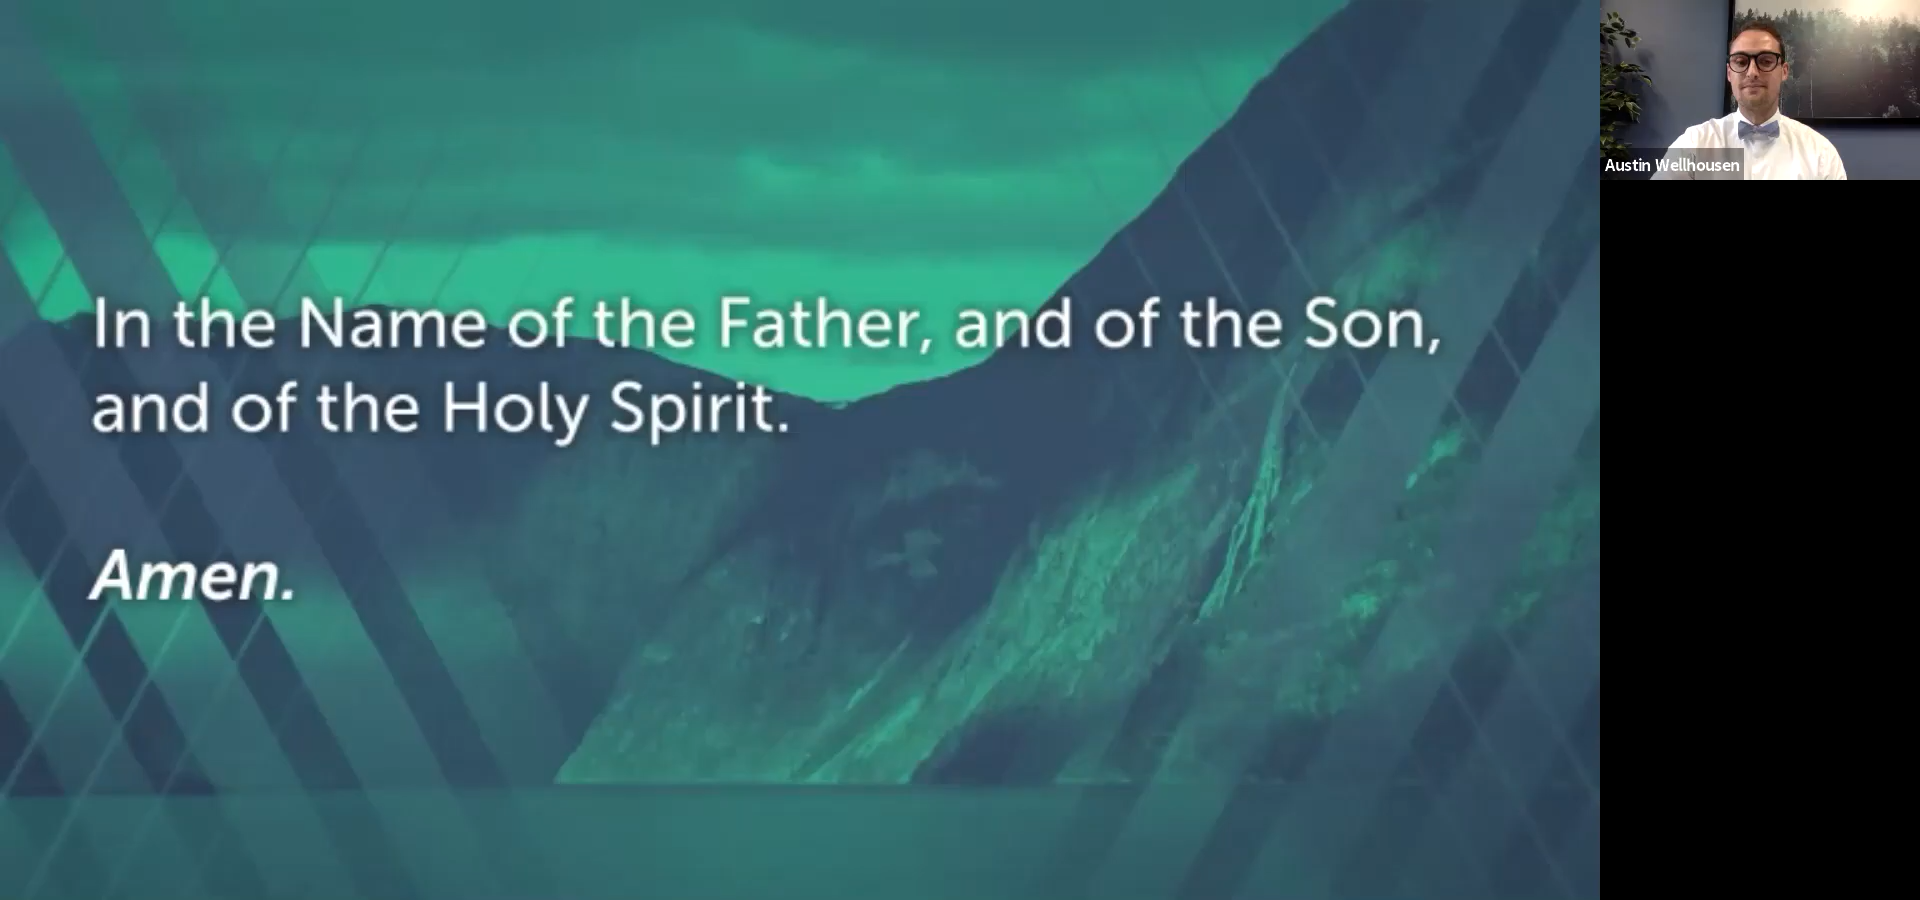 In the Name of the Father, and of the Son,
and of the Holy Spirit.
Amen.
Austin Wellhousen